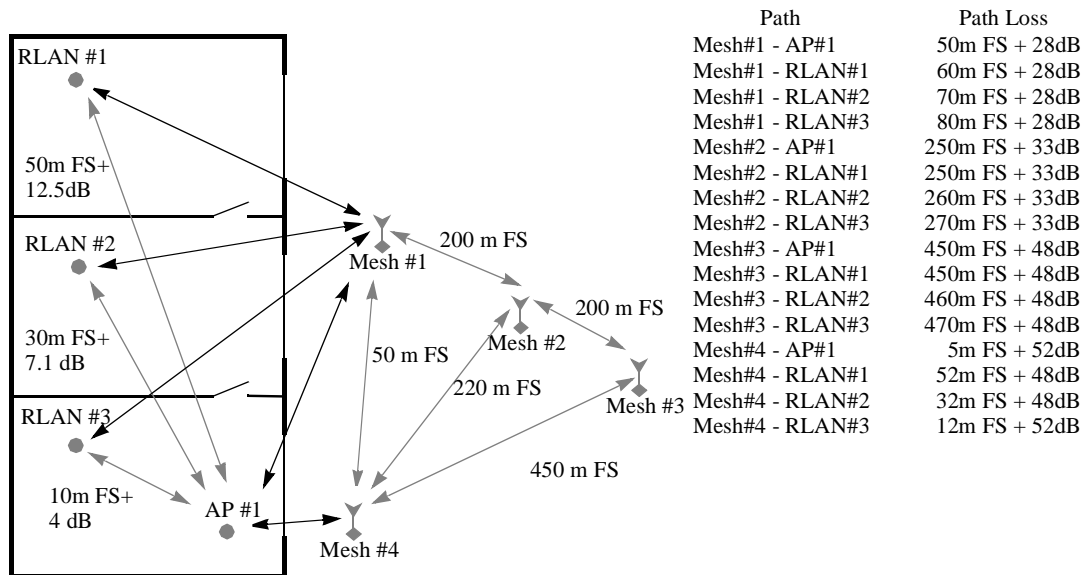 RLAN #1
50m FS+
12.5dB
RLAN #2
30m FS+
7.1 dB
RLAN #3
10m FS+
4 dB
AP #1
Mesh #1
200 m FS
Mesh #2
200 m FS
50 m FS
220 m FS
Mesh #3
450 m FS
Mesh #4
Path Path Loss
Mesh#1 - AP#1 50m FS + 28dB
Mesh#1 - RLAN#1 60m FS + 28dB
Mesh#1 - RLAN#2 70m FS + 28dB
Mesh#1 - RLAN#3 80m FS + 28dB
Mesh#2 - AP#1 250m FS + 33dB
Mesh#2 - RLAN#1 250m FS + 33dB
Mesh#2 - RLAN#2 260m FS + 33dB
Mesh#2 - RLAN#3 270m FS + 33dB
Mesh#3 - AP#1 450m FS + 48dB
Mesh#3 - RLAN#1 450m FS + 48dB
Mesh#3 - RLAN#2 460m FS + 48dB
Mesh#3 - RLAN#3 470m FS + 48dB
Mesh#4 - AP#1 5m FS + 52dB
Mesh#4 - RLAN#1 52m FS + 48dB
Mesh#4 - RLAN#2 32m FS + 48dB
Mesh#4 - RLAN#3 12m FS + 52dB